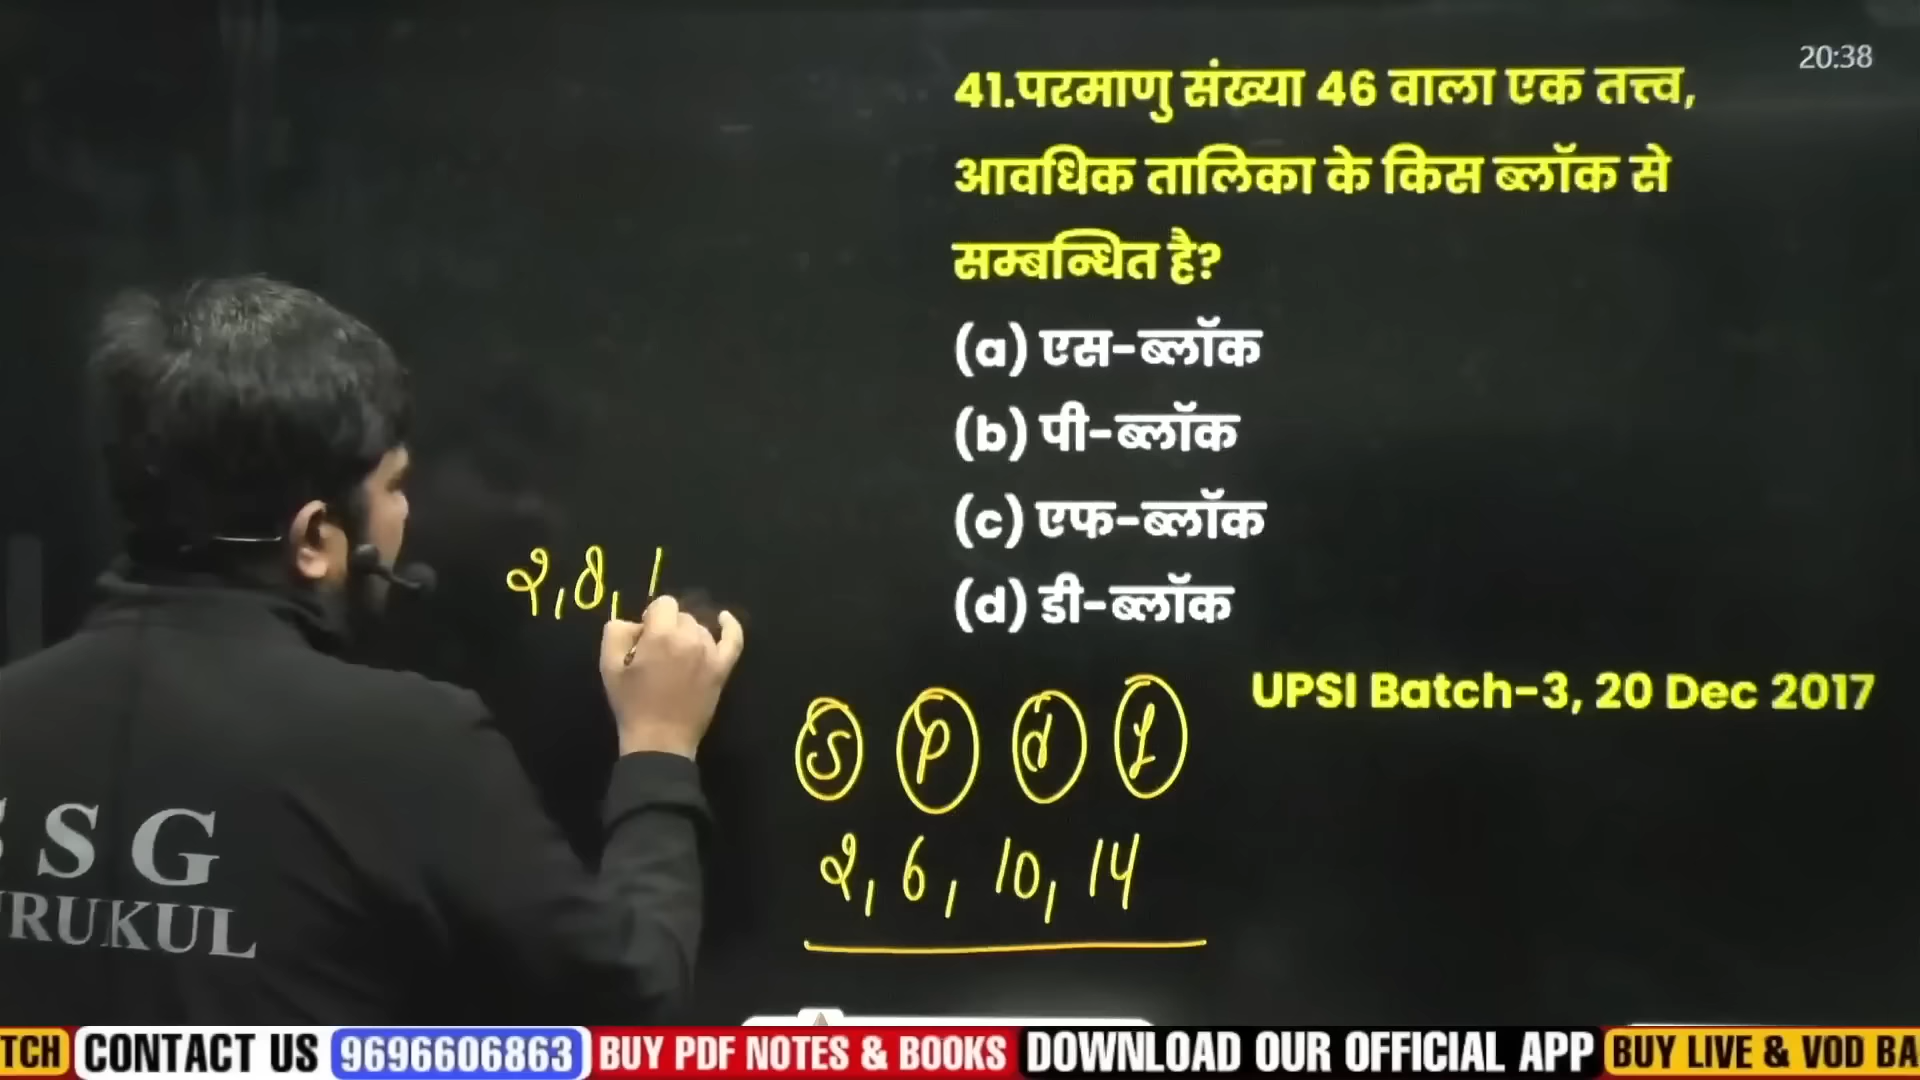 20:38
41.परमाणु संख्या 46 वाला एक तत्त्व,
आवधिक तालिका के किस ब्लॉक से
सम्बन्धित है?
(a) एस-ब्लॉक
(b) पी-ब्लॉक
(c) एफ-ब्लॉक
(d) डी-ब्लॉक
UPSI Batch-3, 20 Dec 2017
2,8,1
S P d f
2, 6, 10, 14
S S G
URUKUL
TCH CONTACT US 9696606863 BUY PDF NOTES & BOOKS DOWNLOAD OUR OFFICIAL APP BUY LIVE & VOD BA